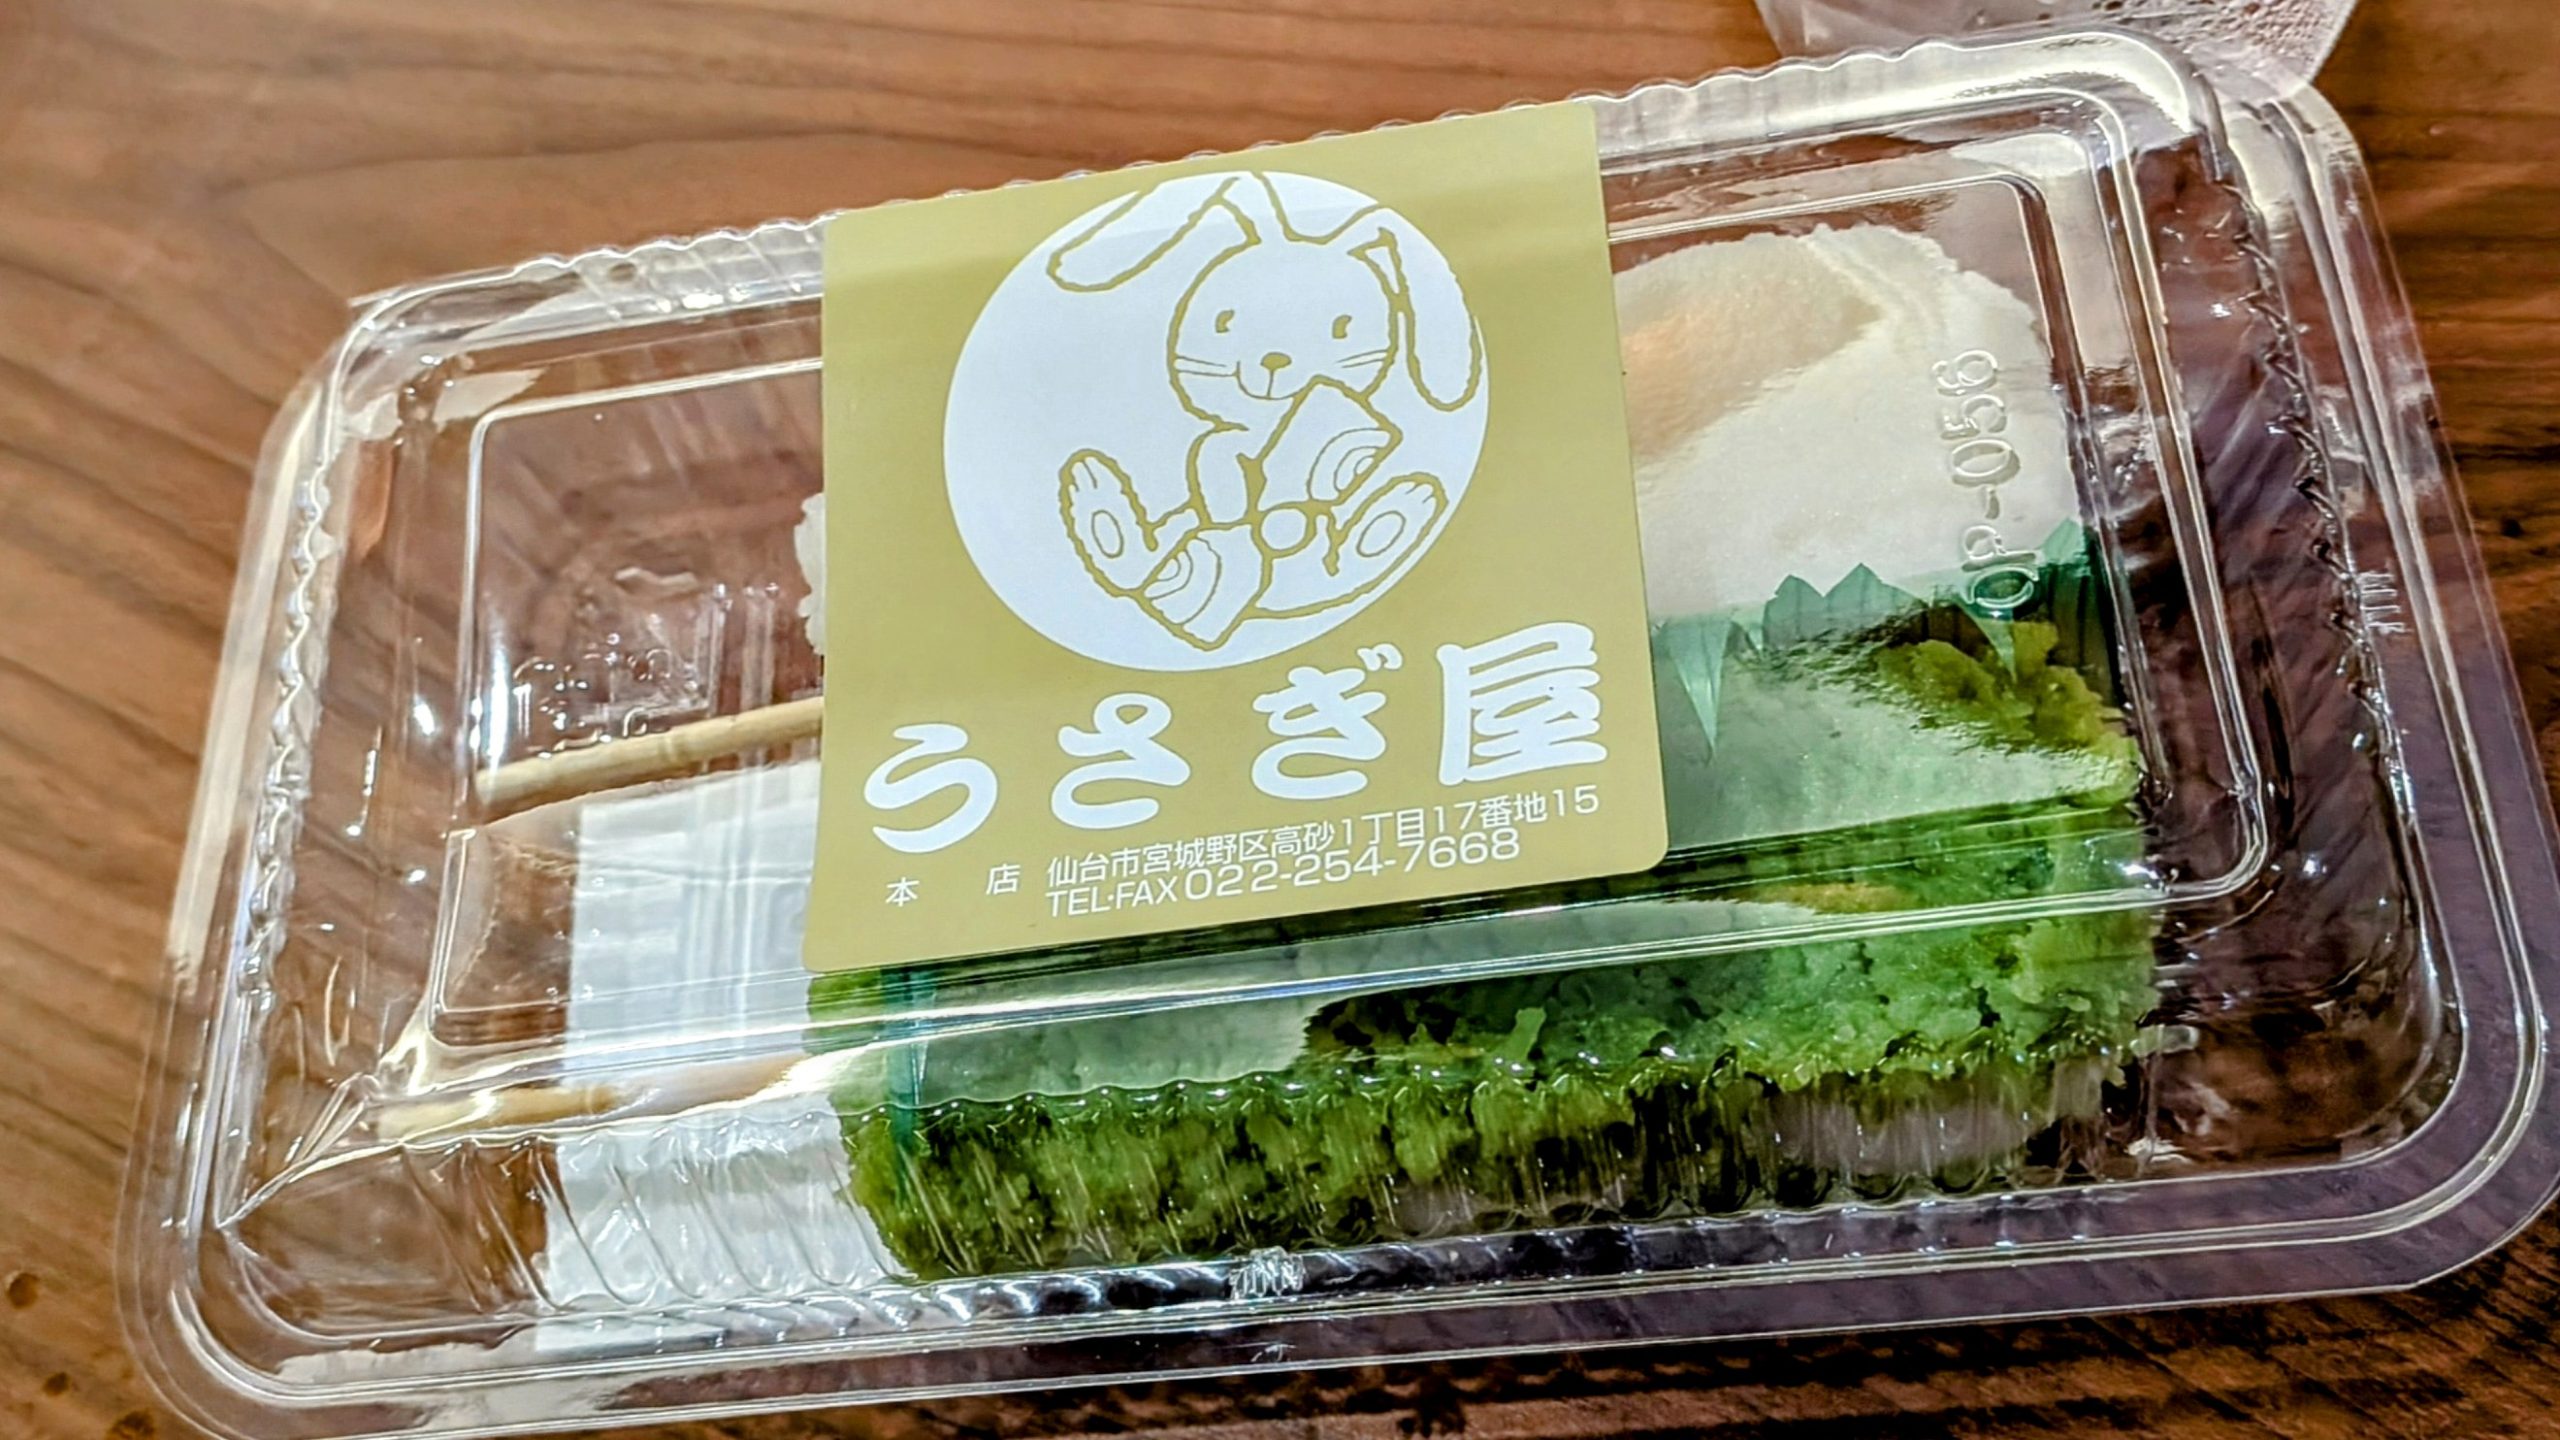 うさぎ屋
本店 仙台市宮城野区高砂1丁目17番地15
TEL・FAX 022-254-7668